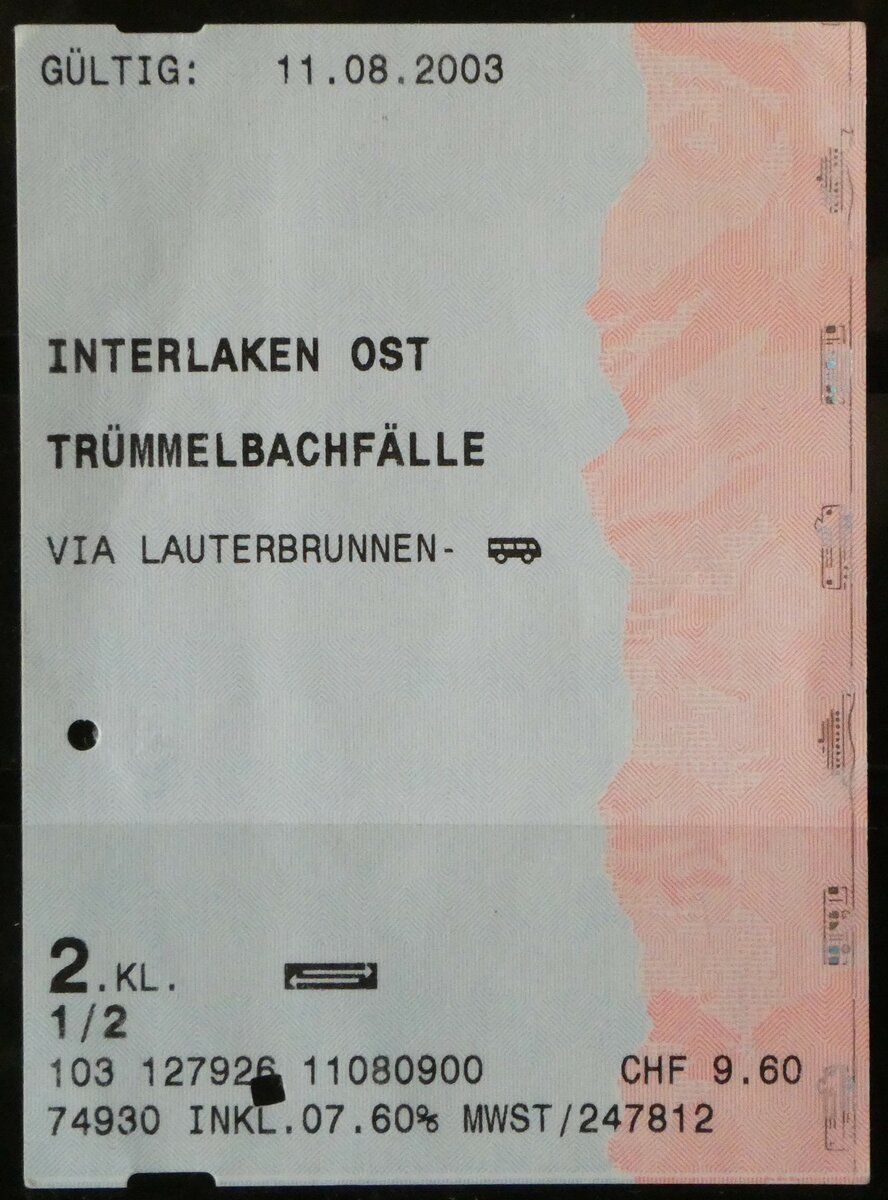 GÜLTIG: 11.08.2003
INTERLAKEN OST
TRÜMMELBACHFÄLLE
VIA LAUTERBRUNNEN-
2.KL.
1/2
103 127926 11080900 CHF 9.60
74930 INKL.07.60% MWST/247812